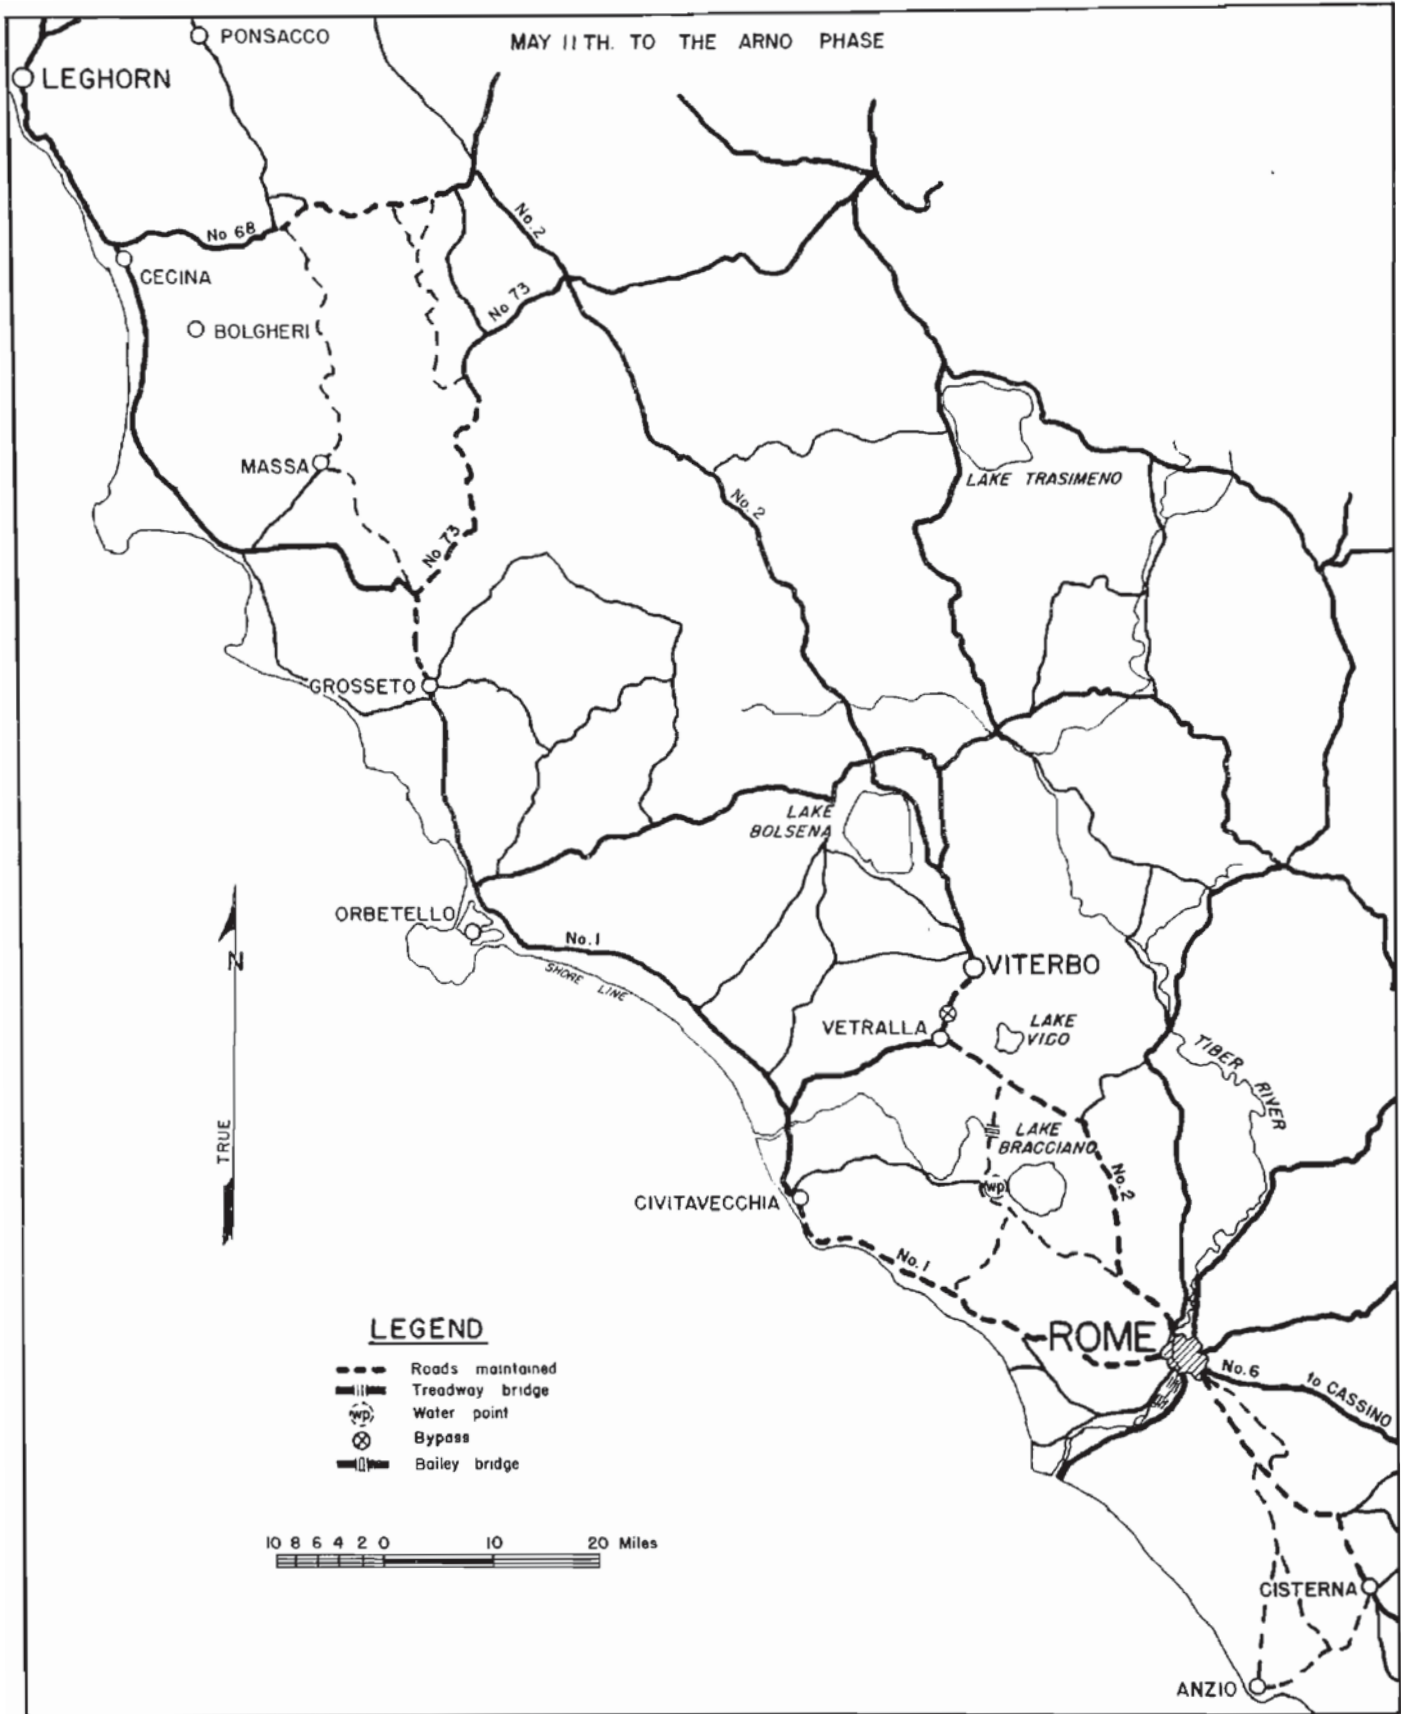 MAY 11TH. TO THE ARNO PHASE
PONSACCO
LEGHORN
No. 2
No 68
CECINA
No 73
BOLGHERI
MASSA
LAKE TRASIMENO
No. 2
No 73
GROSSETO
LAKE
BOLSENA
ORBETELLO
No. 1
SHORE LINE
N
TRUE
VITERBO
VETRALLA
LAKE
VICO
TIBER RIVER
LAKE
BRACCIANO
No. 2
wp
CIVITAVECCHIA
No. 1
ROME
No. 6
to CASSINO
LEGEND
Roads maintained
Treadway bridge
wp Water point
Bypass
Bailey bridge
10 8 6 4 2 0 10 20 Miles
CISTERNA
ANZIO